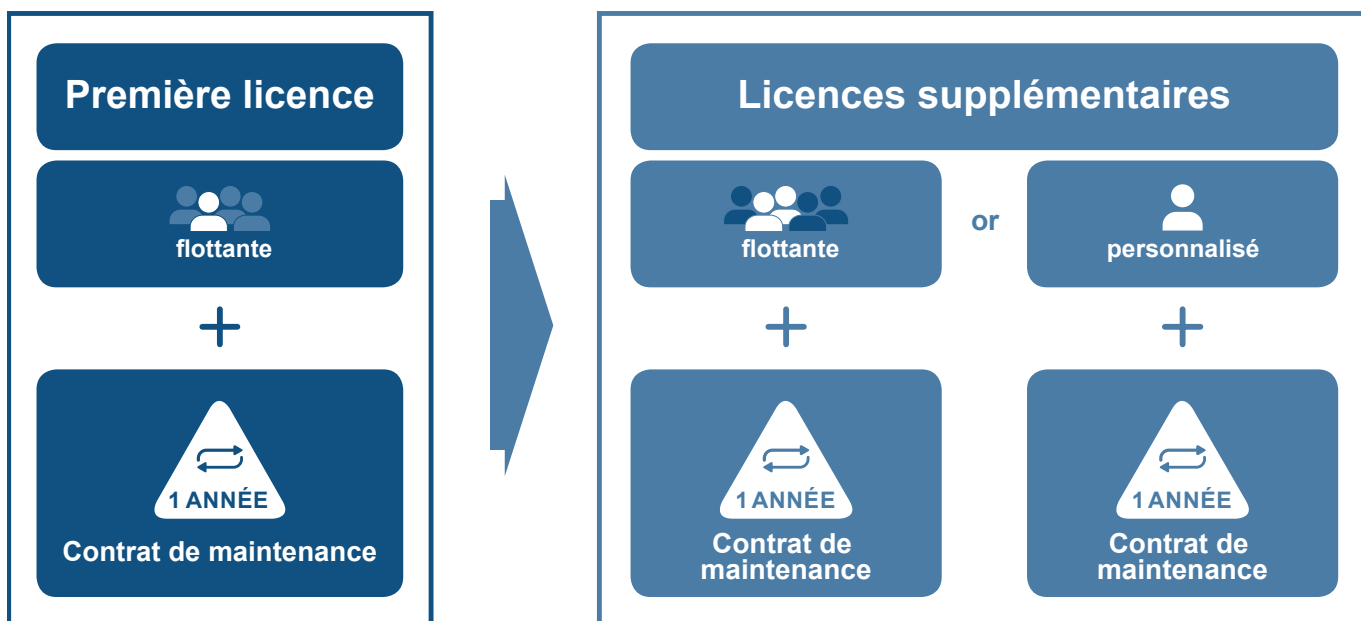 Première licence
flottante
1 ANNÉE
Contrat de maintenance
Licences supplémentaires
flottante
or
personnalisé
1 ANNÉE
Contrat de
maintenance
1 ANNÉE
Contrat de
maintenance